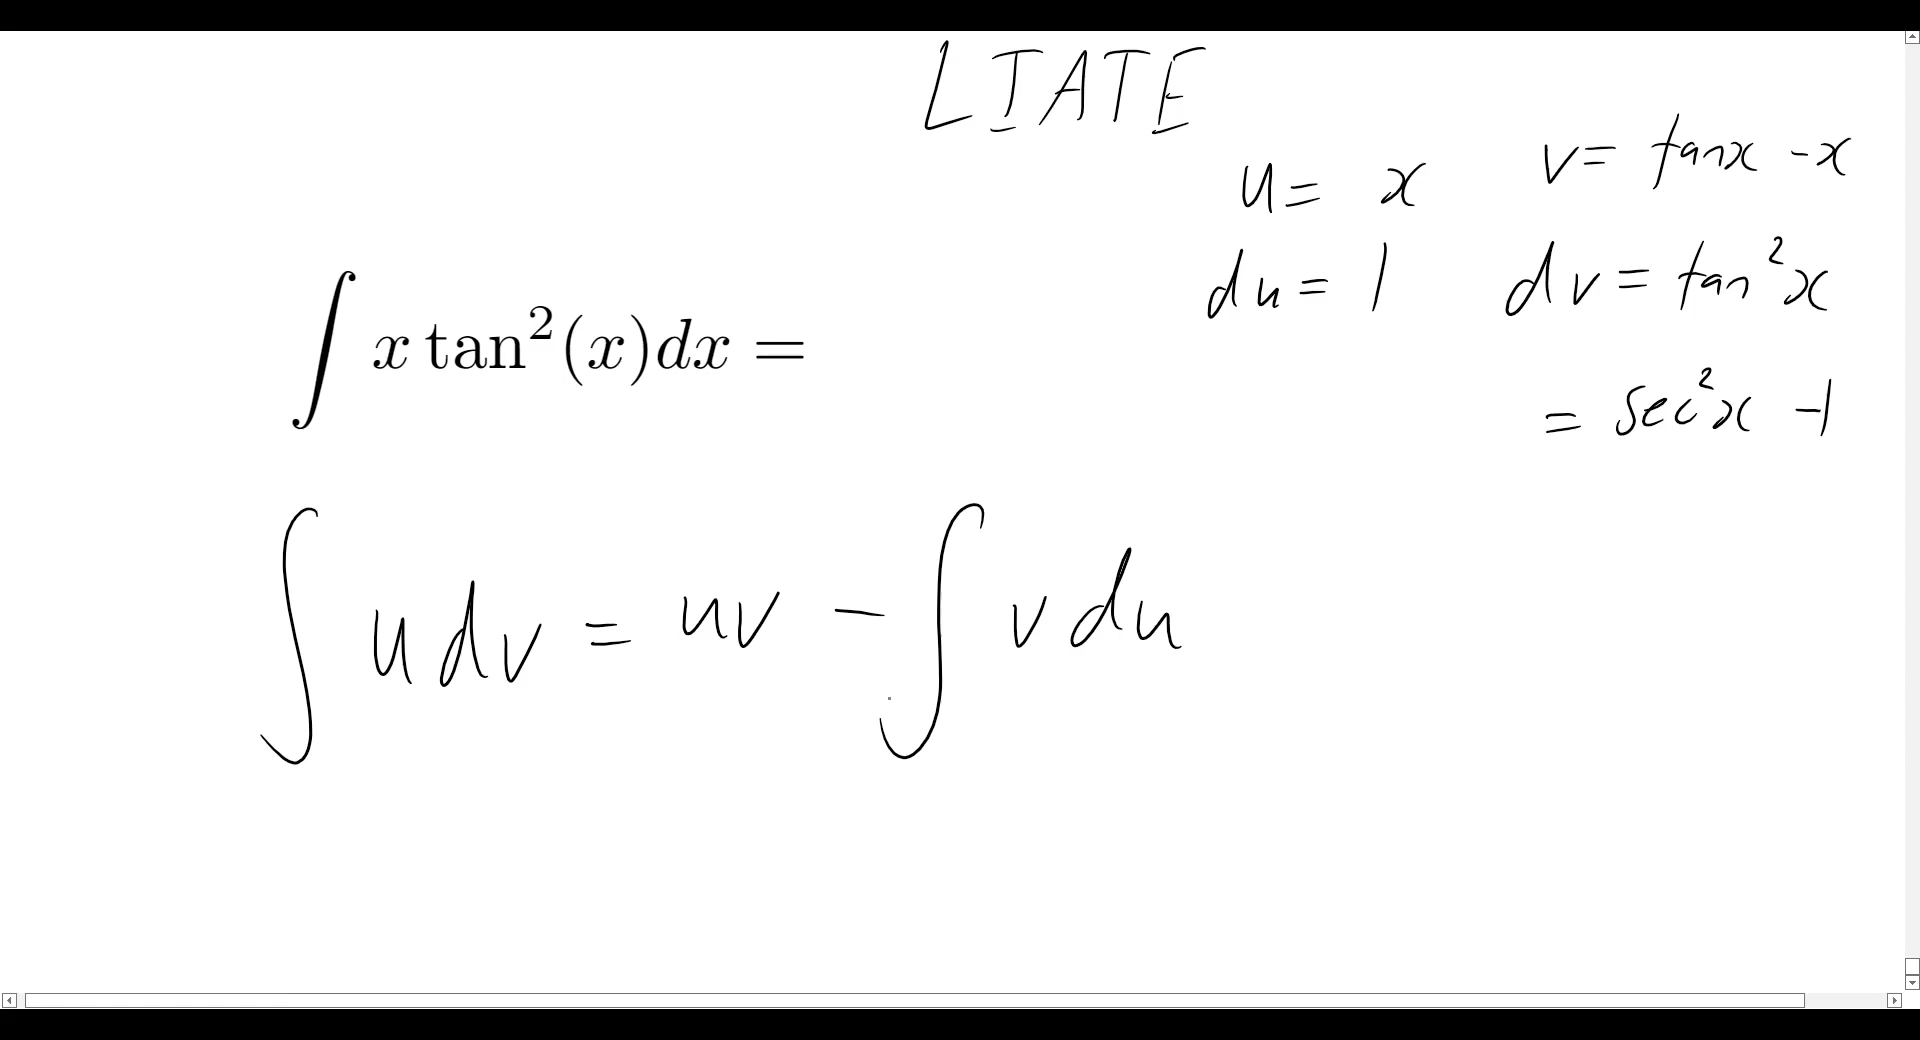 LIATE
u = x
v = tanx - x
du = 1
dv = tan²x
∫ x tan²(x)dx =
= sec²x - 1
∫ u dv = uv - ∫ v du